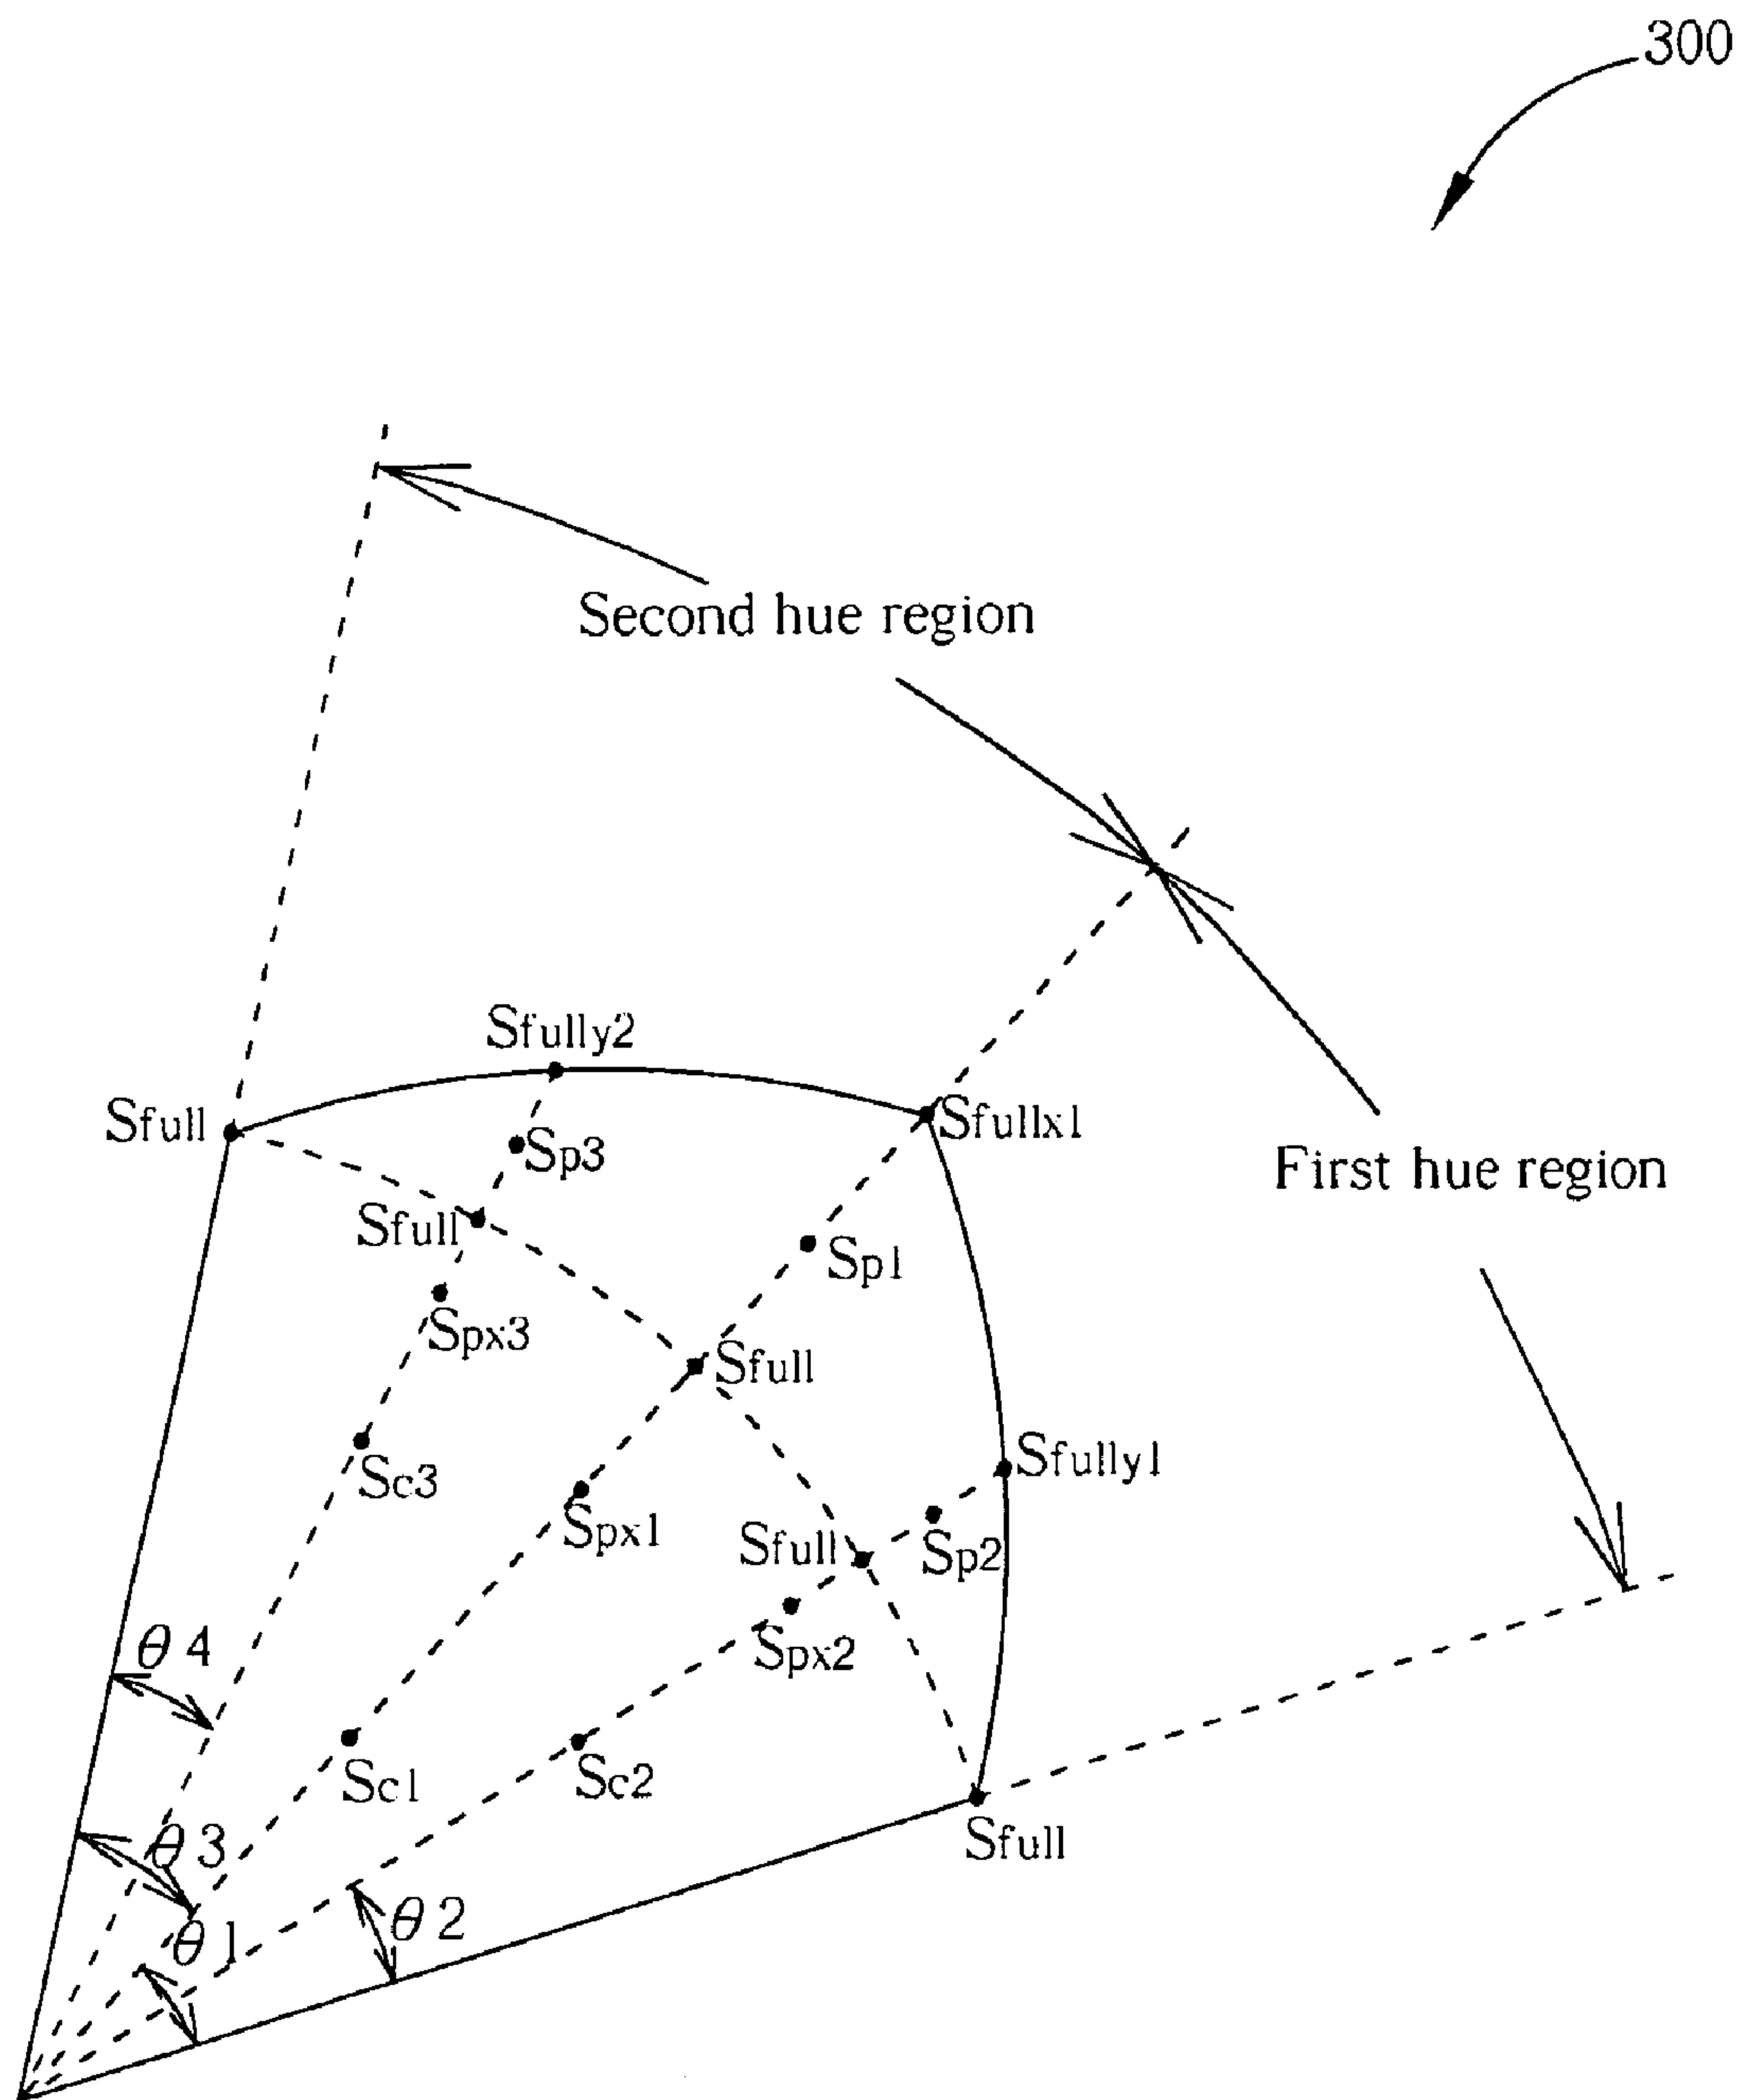 300
Second hue region
Sfully2
Sfull
Sfullx1
Sp3
First hue region
Sfull
Sp1
Spx3
Sfull
Sfully1
Sc3
Spx1
Sfull
Sp2
θ4
Spx2
Sc1
Sc2
θ3
Sfull
θ2
θ1